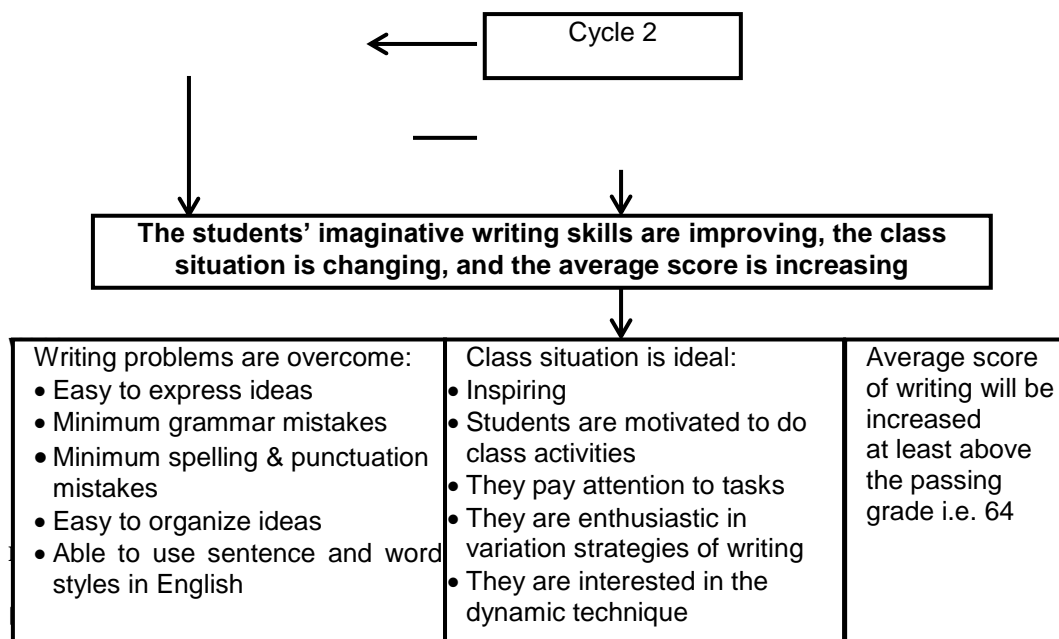 Cycle 2
The students’ imaginative writing skills are improving, the class
situation is changing, and the average score is increasing
Writing problems are overcome:
• Easy to express ideas
• Minimum grammar mistakes
• Minimum spelling & punctuation
mistakes
• Easy to organize ideas
• Able to use sentence and word
styles in English
Class situation is ideal:
• Inspiring
• Students are motivated to do
class activities
• They pay attention to tasks
• They are enthusiastic in
variation strategies of writing
• They are interested in the
dynamic technique
Average score
of writing will be
increased
at least above
the passing
grade i.e. 64